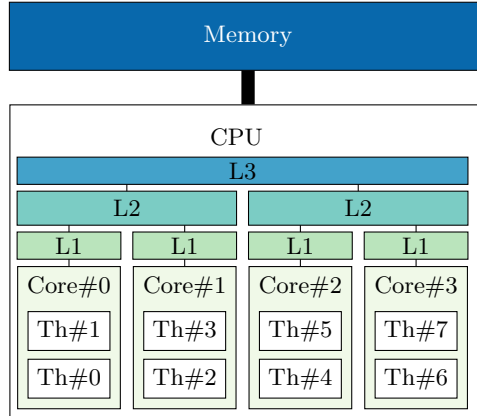 Memory
CPU
L3
L2 L2
L1 L1 L1 L1
Core#0 Core#1 Core#2 Core#3
Th#1 Th#3 Th#5 Th#7
Th#0 Th#2 Th#4 Th#6